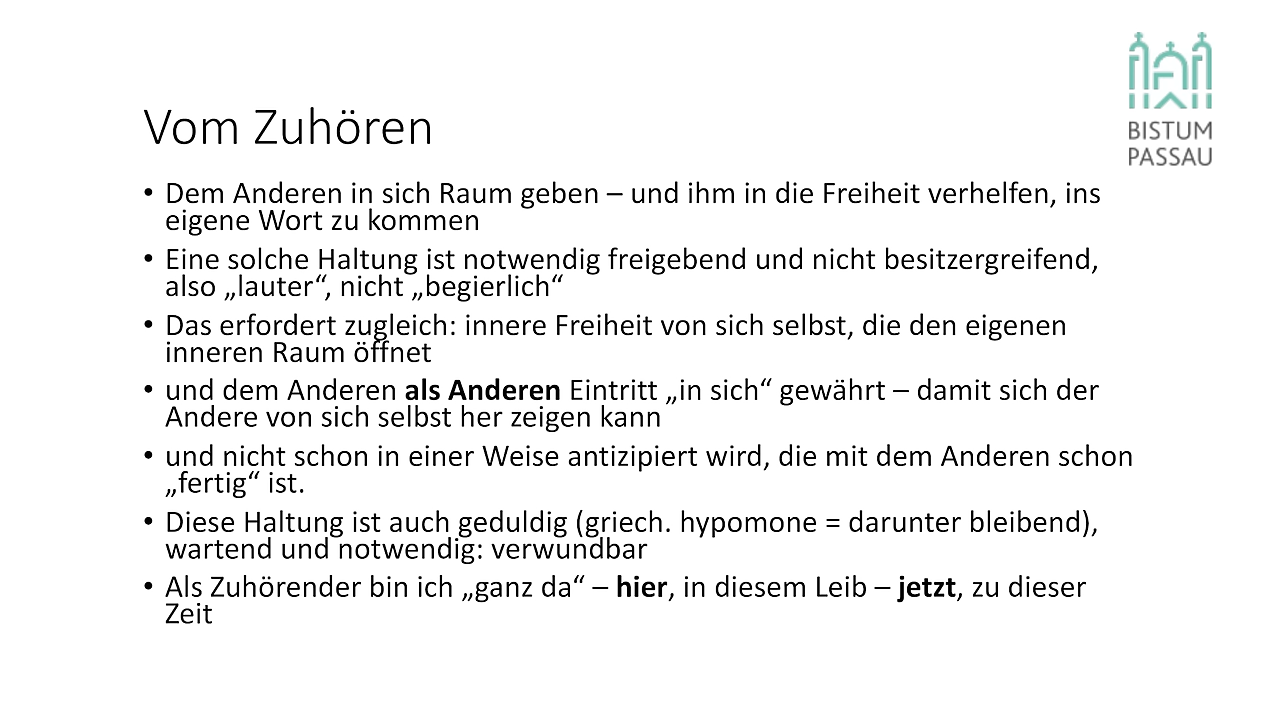 BISTUM
PASSAU
Vom Zuhören
• Dem Anderen in sich Raum geben – und ihm in die Freiheit verhelfen, ins
eigene Wort zu kommen
• Eine solche Haltung ist notwendig freigebend und nicht besitzergreifend,
also „lauter“, nicht „begierlich“
• Das erfordert zugleich: innere Freiheit von sich selbst, die den eigenen
inneren Raum öffnet
• und dem Anderen als Anderen Eintritt „in sich“ gewährt – damit sich der
Andere von sich selbst her zeigen kann
• und nicht schon in einer Weise antizipiert wird, die mit dem Anderen schon
„fertig“ ist.
• Diese Haltung ist auch geduldig (griech. hypomone = darunter bleibend),
wartend und notwendig: verwundbar
• Als Zuhörender bin ich „ganz da“ – hier, in diesem Leib – jetzt, zu dieser
Zeit